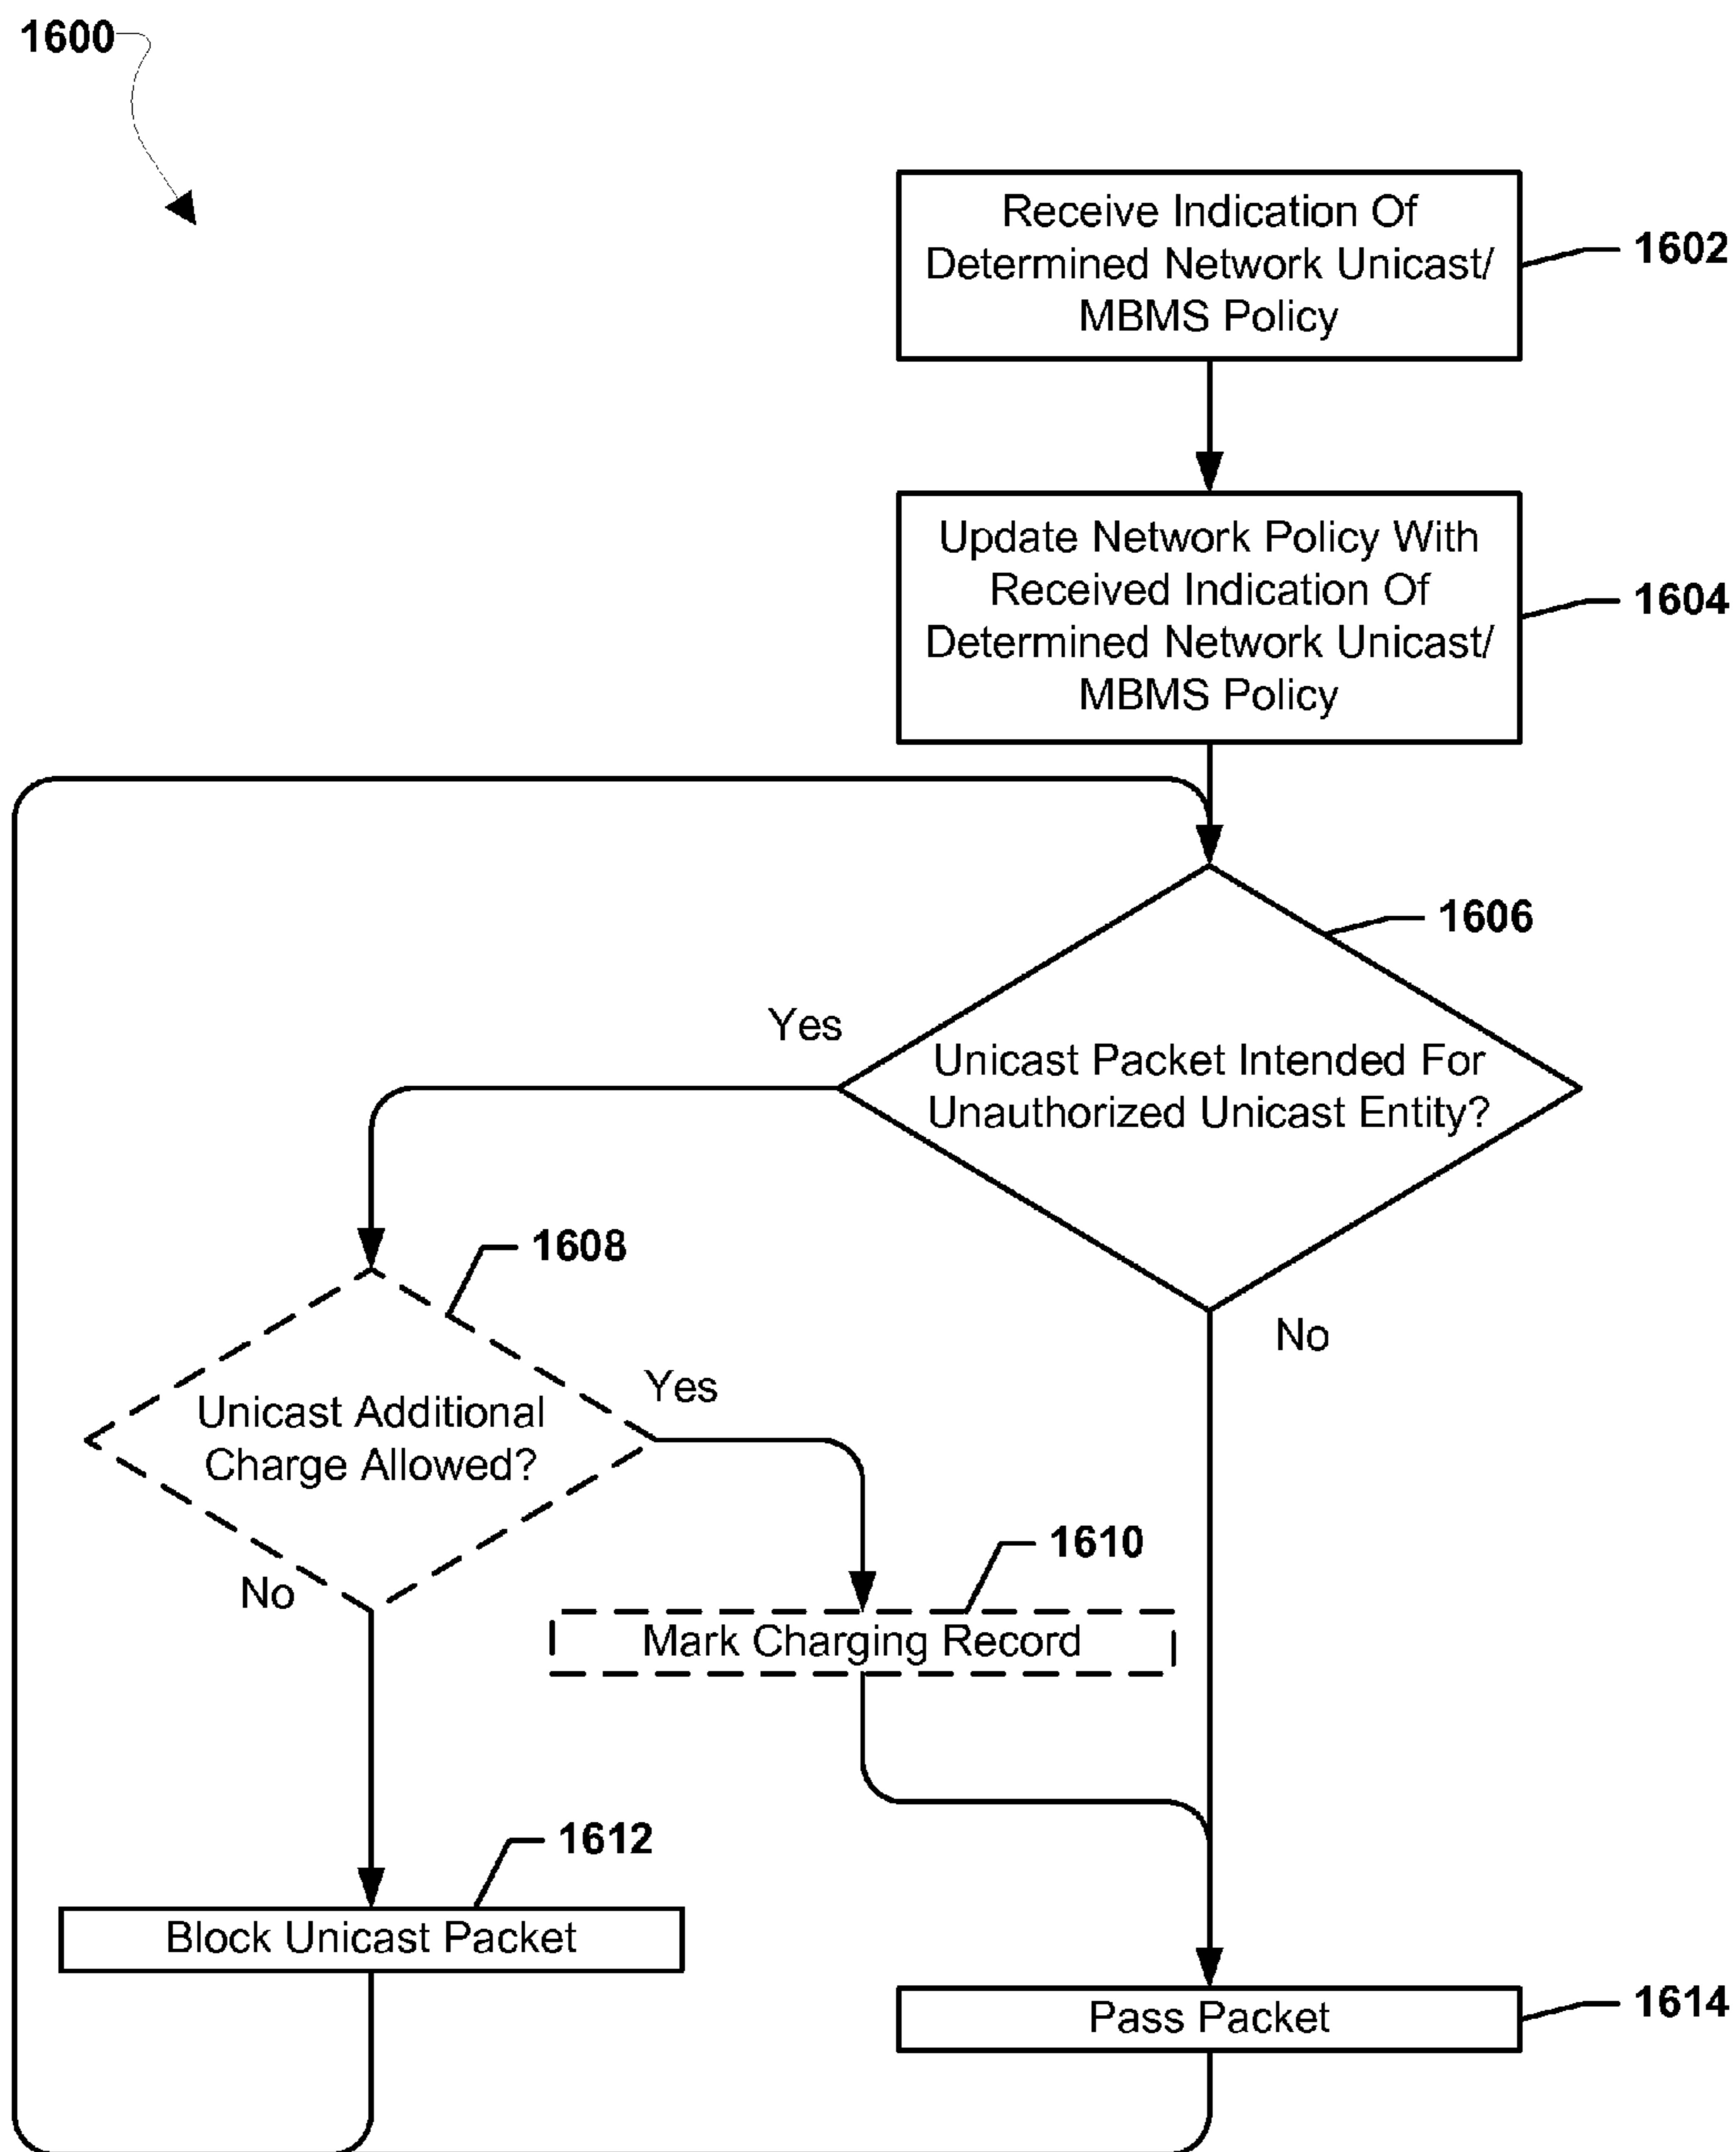 1600
Receive Indication Of
Determined Network Unicast/
MBMS Policy
1602
Update Network Policy With
Received Indication Of
Determined Network Unicast/
MBMS Policy
1604
1606
Yes
Unicast Packet Intended For
Unauthorized Unicast Entity?
No
1608
Yes
Unicast Additional
Charge Allowed?
No
1610
Mark Charging Record
1612
Block Unicast Packet
Pass Packet
1614